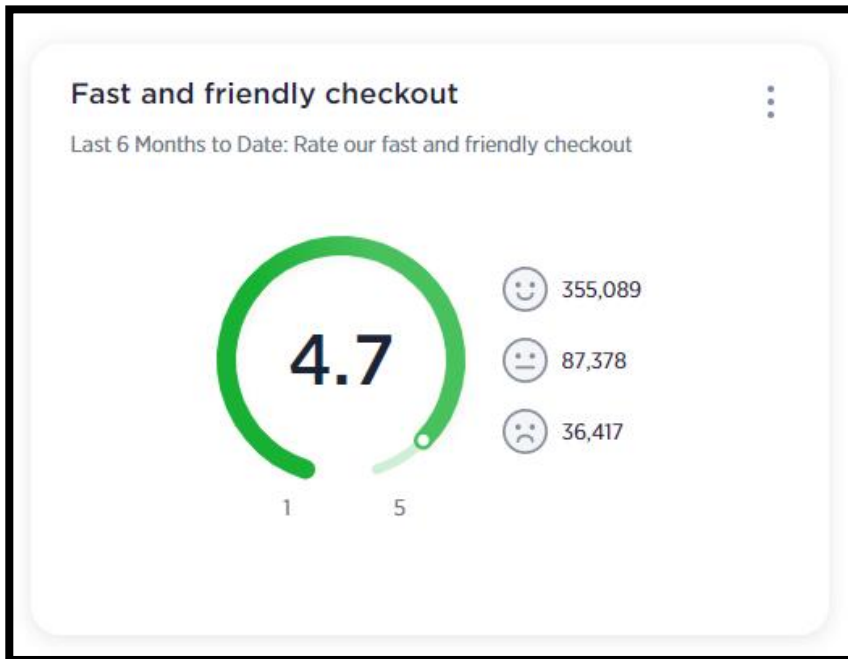 Fast and friendly checkout
Last 6 Months to Date: Rate our fast and friendly checkout
4.7
355,089
87,378
36,417
1 5